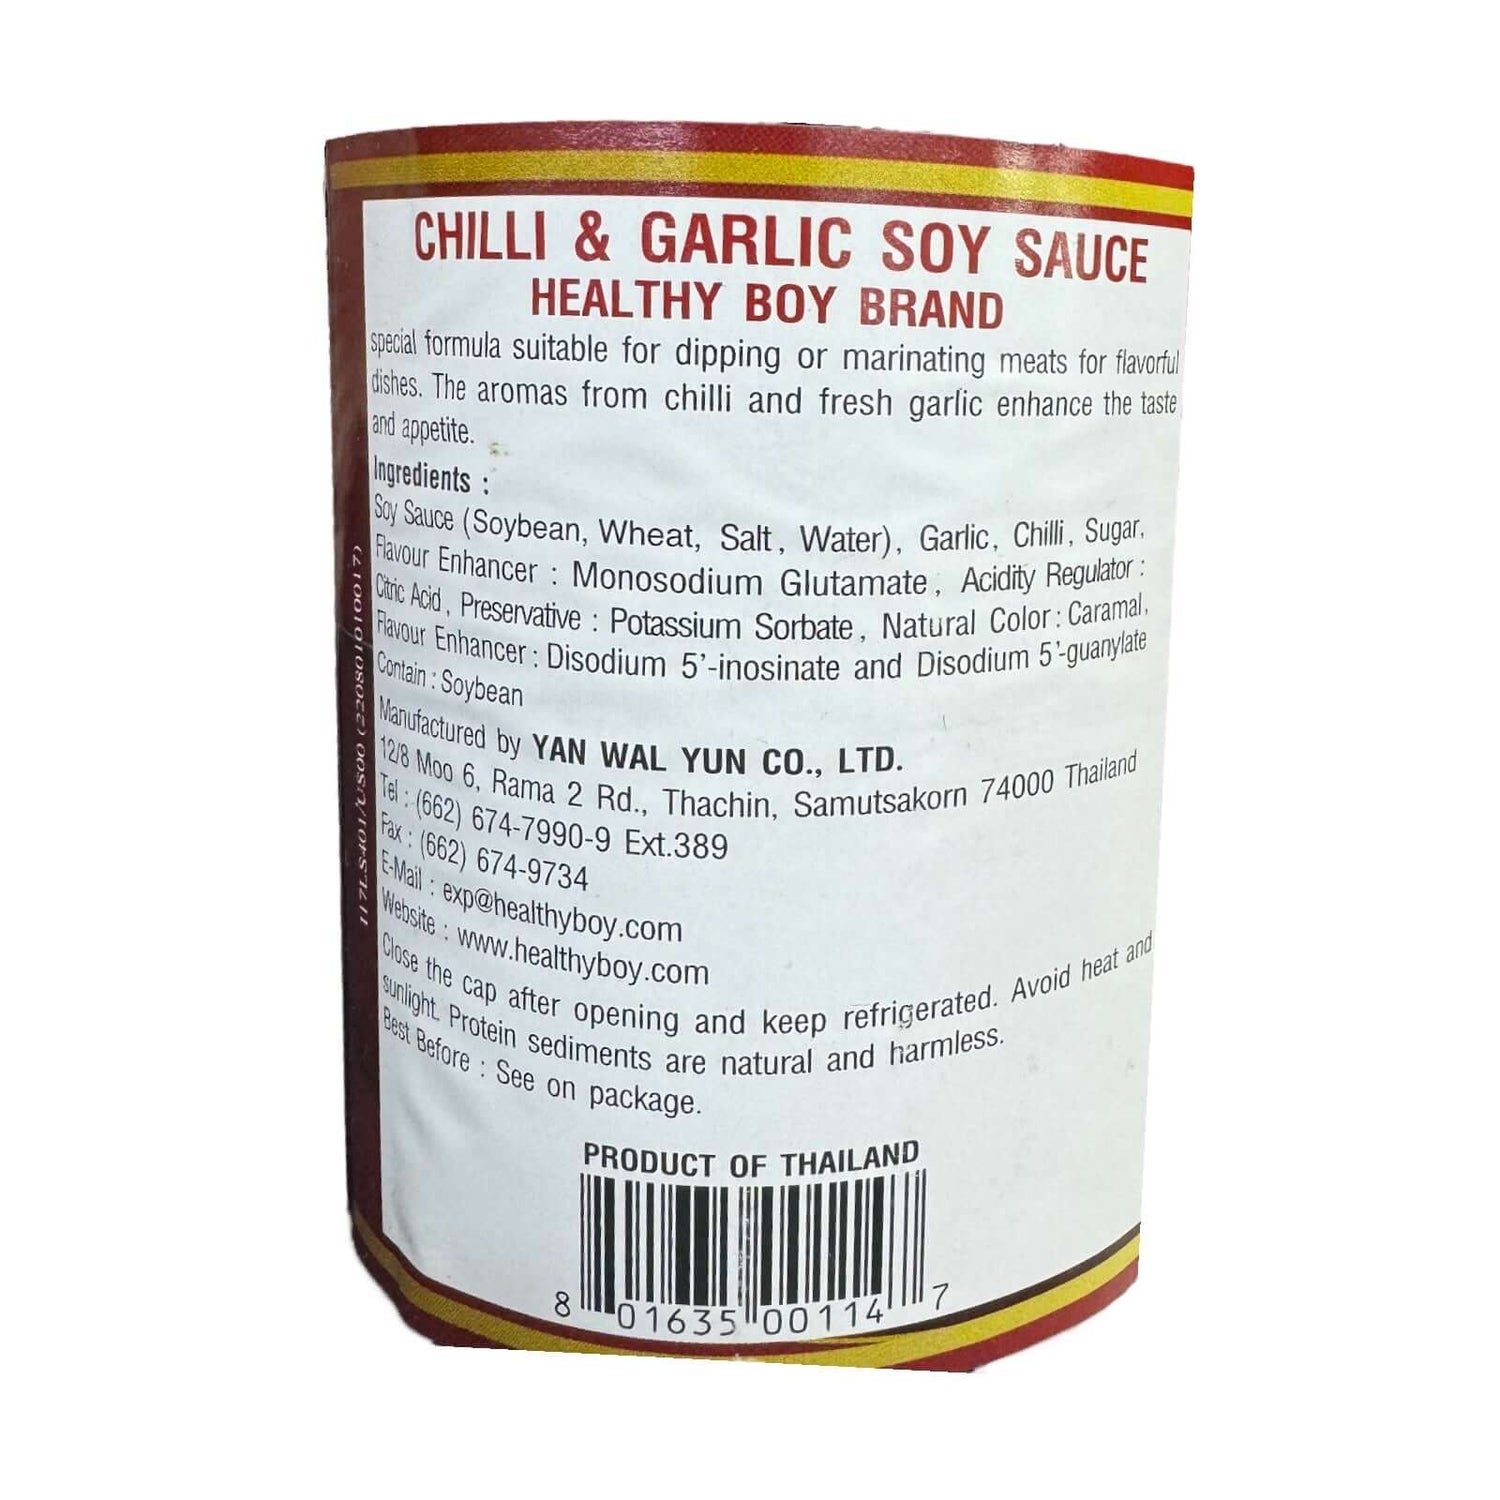 CHILLI & GARLIC SOY SAUCE
HEALTHY BOY BRAND
special formula suitable for dipping or marinating meats for flavorful
dishes. The aromas from chilli and fresh garlic enhance the taste
and appetite.
Ingredients :
Soy Sauce (Soybean, Wheat, Salt, Water), Garlic, Chilli, Sugar,
Flavour Enhancer : Monosodium Glutamate, Acidity Regulator :
Citric Acid, Preservative : Potassium Sorbate, Natural Color : Caramal,
Flavour Enhancer : Disodium 5'-inosinate and Disodium 5'-guanylate
Contain : Soybean
Manufactured by YAN WAL YUN CO., LTD.
12/8 Moo 6, Rama 2 Rd., Thachin, Samutsakorn 74000 Thailand
Tel : (662) 674-7990-9 Ext.389
Fax : (662) 674-9734
E-Mail : exp@healthyboy.com
Website : www.healthyboy.com
Close the cap after opening and keep refrigerated. Avoid heat and
sunlight. Protein sediments are natural and harmless.
Best Before : See on package.
PRODUCT OF THAILAND
8 01635 00114 7
117LS401/US00 (220801010017)